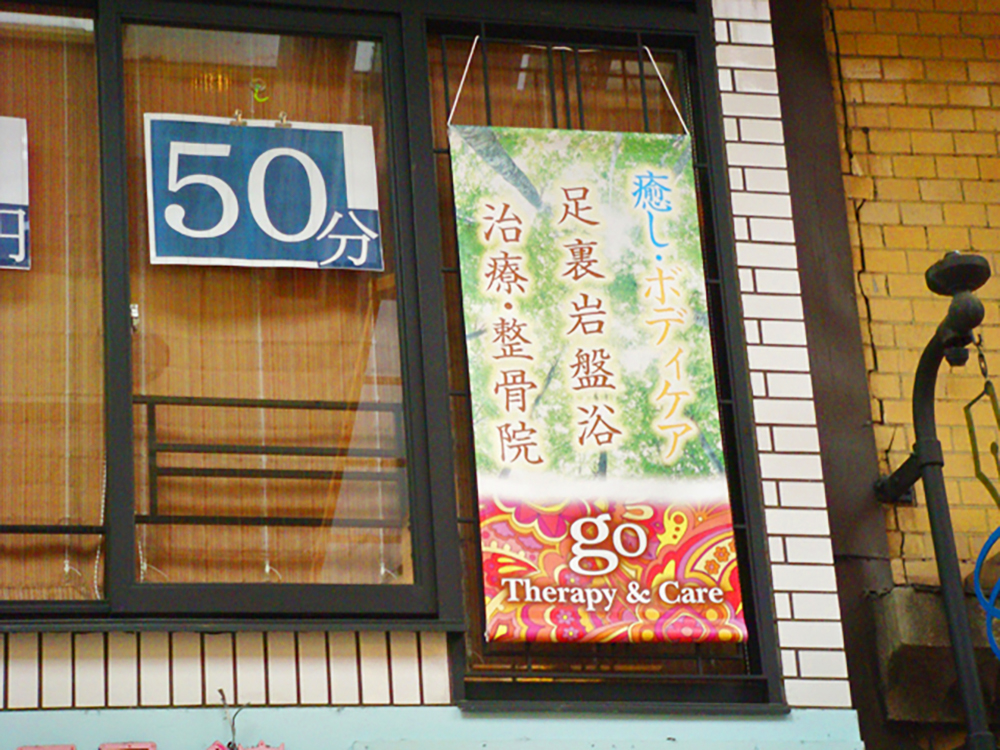 円
50分
癒し・ボディケア
足裏岩盤浴
治療・整骨院
go
Therapy & Care